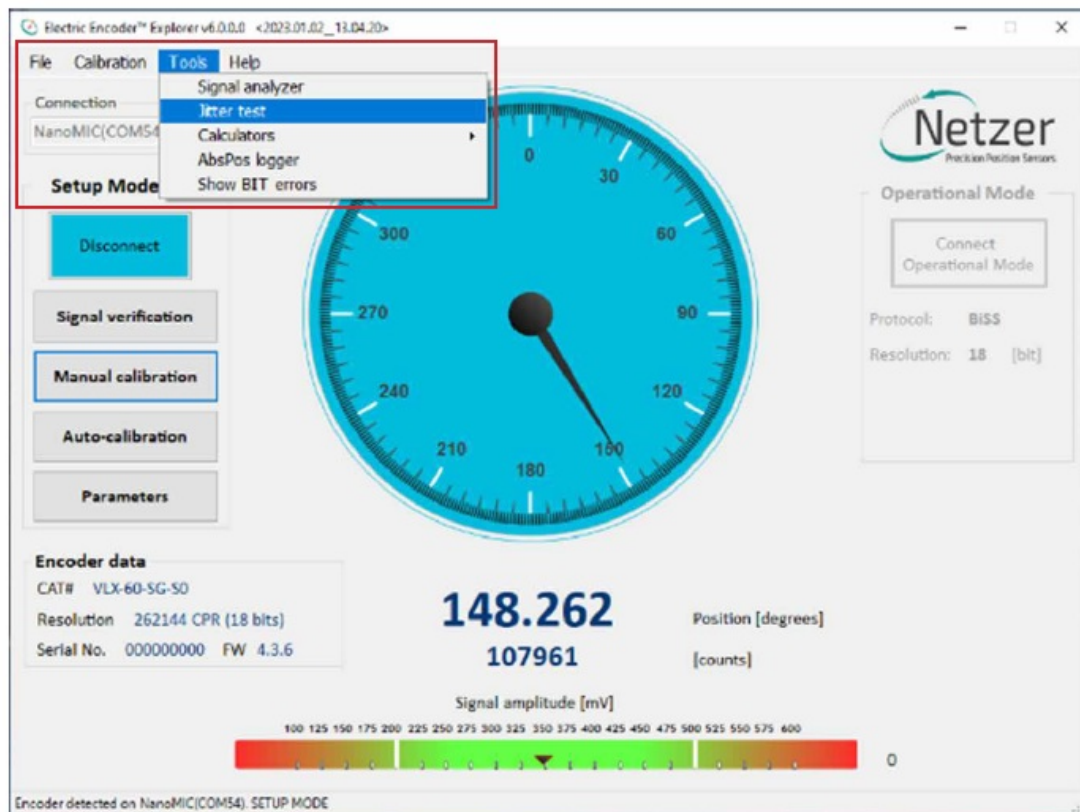 Electric Encoder™ Explorer v6.0.0.0 <2023.01.02__13.04.20>
File Calibration Tools Help
Signal analyzer
Jitter test
Calculators
AbsPos logger
Show BIT errors
Connection
NanoMIC(COM54
Setup Mode
Disconnect
Signal verification
Manual calibration
Auto-calibration
Parameters
0
30
60
90
120
150
180
210
240
270
300
Netzer
Precision Position Sensors
Operational Mode
Connect
Operational Mode
Protocol: BiSS
Resolution: 18 [bit]
Encoder data
CAT# VLX-60-SG-S0
Resolution 262144 CPR (18 bits)
Serial No. 000000000 FW 4.3.6
148.262 Position [degrees]
107961 [counts]
Signal amplitude [mV]
100 125 150 175 200 225 250 275 300 325 350 375 400 425 450 475 500 525 550 575 600
0
Encoder detected on NanoMIC(COM54). SETUP MODE